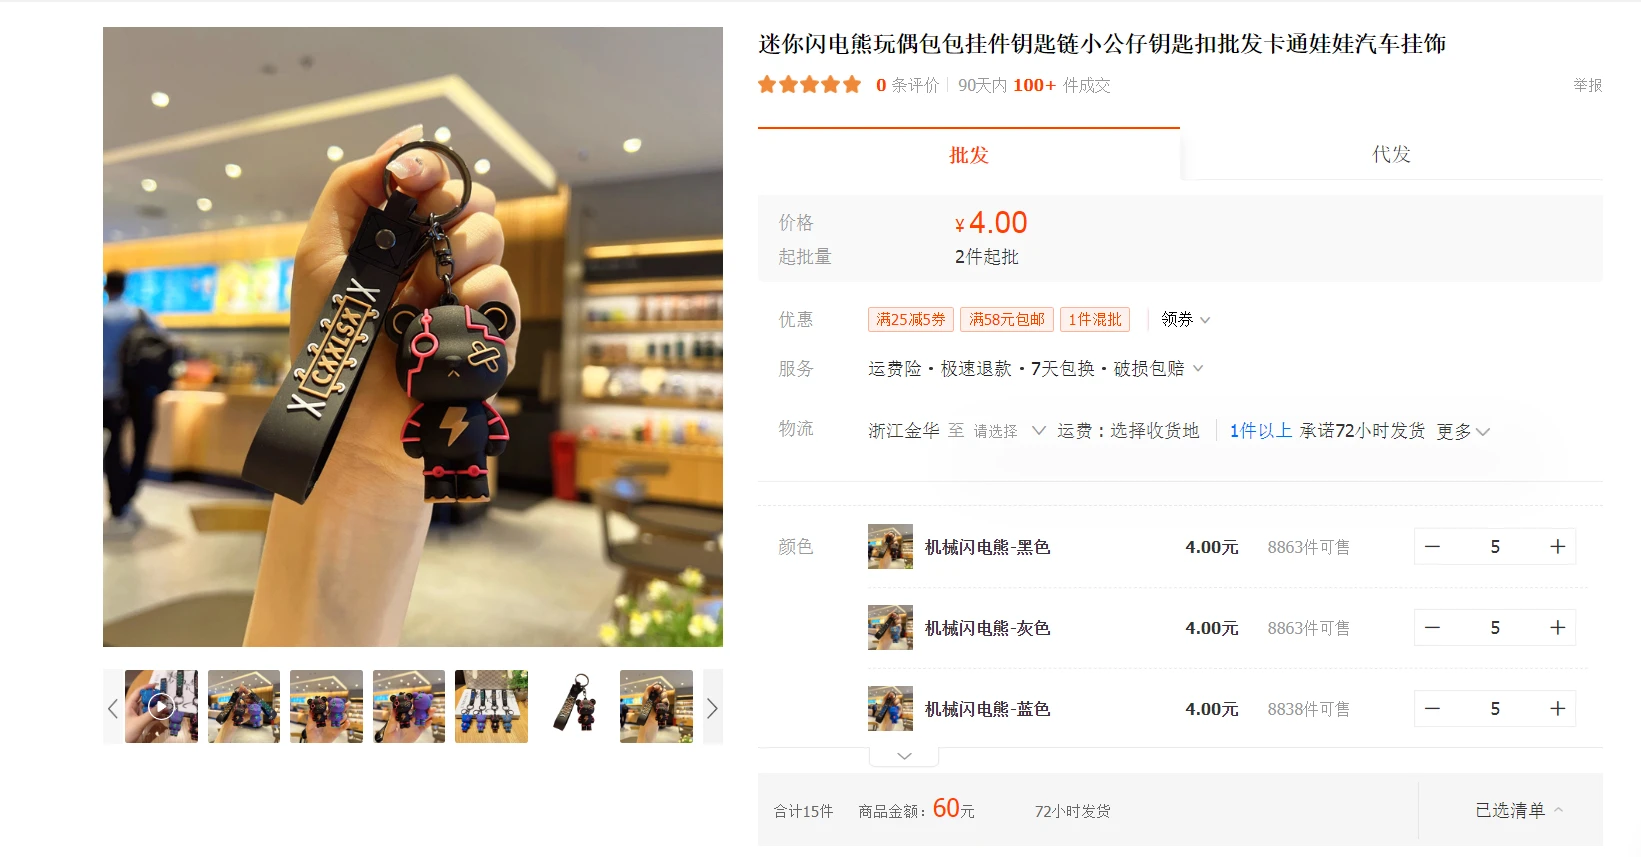 迷你闪电熊玩偶包包挂件钥匙链小公仔钥匙扣批发卡通娃娃汽车挂饰
0 条评价 90天内 100+ 件成交 举报
批发 代发
价格 ¥4.00
起批量 2件起批
优惠 满25减5券 满58元包邮 1件混批 领券
服务 运费险·极速退款·7天包换·破损包赔
物流 浙江金华 至 请选择 运费：选择收货地 1件以上 承诺72小时发货 更多
颜色 机械闪电熊-黑色 4.00元 8863件可售 － 5 +
机械闪电熊-灰色 4.00元 8863件可售 － 5 +
机械闪电熊-蓝色 4.00元 8838件可售 － 5 +
合计15件 商品金额：60元 72小时发货 已选清单
X CXXLSX X